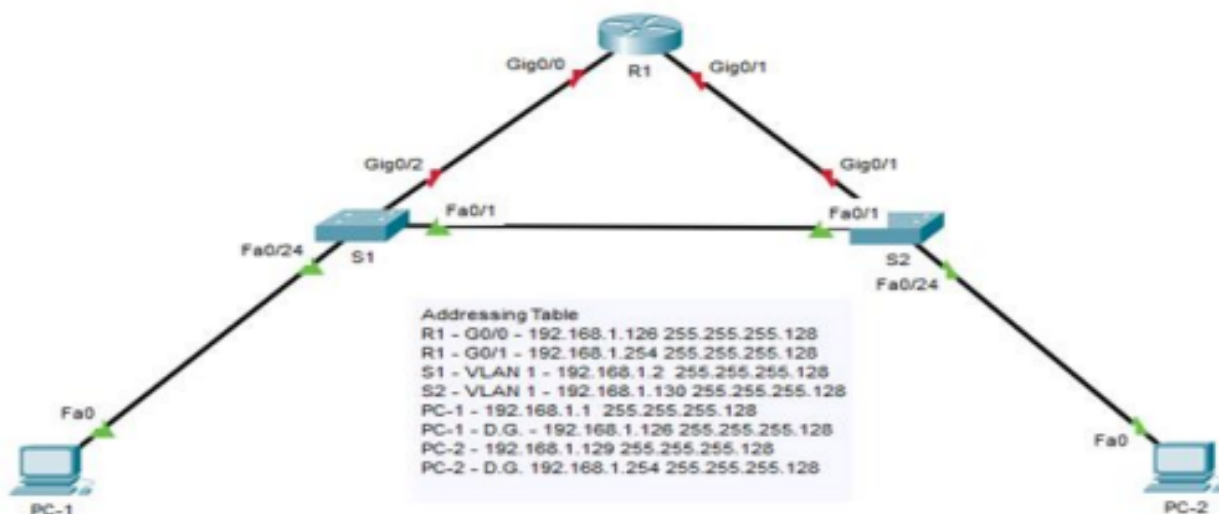 Gig0/0
R1
Gig0/1
Gig0/2
Gig0/1
Fa0/1
Fa0/1
Fa0/24
S1
S2
Fa0/24
Addressing Table
R1 - G0/0 - 192.168.1.126 255.255.255.128
R1 - G0/1 - 192.168.1.254 255.255.255.128
S1 - VLAN 1 - 192.168.1.2 255.255.255.128
S2 - VLAN 1 - 192.168.1.130 255.255.255.128
PC-1 - 192.168.1.1 255.255.255.128
PC-1 - D.G. - 192.168.1.126 255.255.255.128
PC-2 - 192.168.1.129 255.255.255.128
PC-2 - D.G. 192.168.1.254 255.255.255.128
Fa0
Fa0
PC-1
PC-2